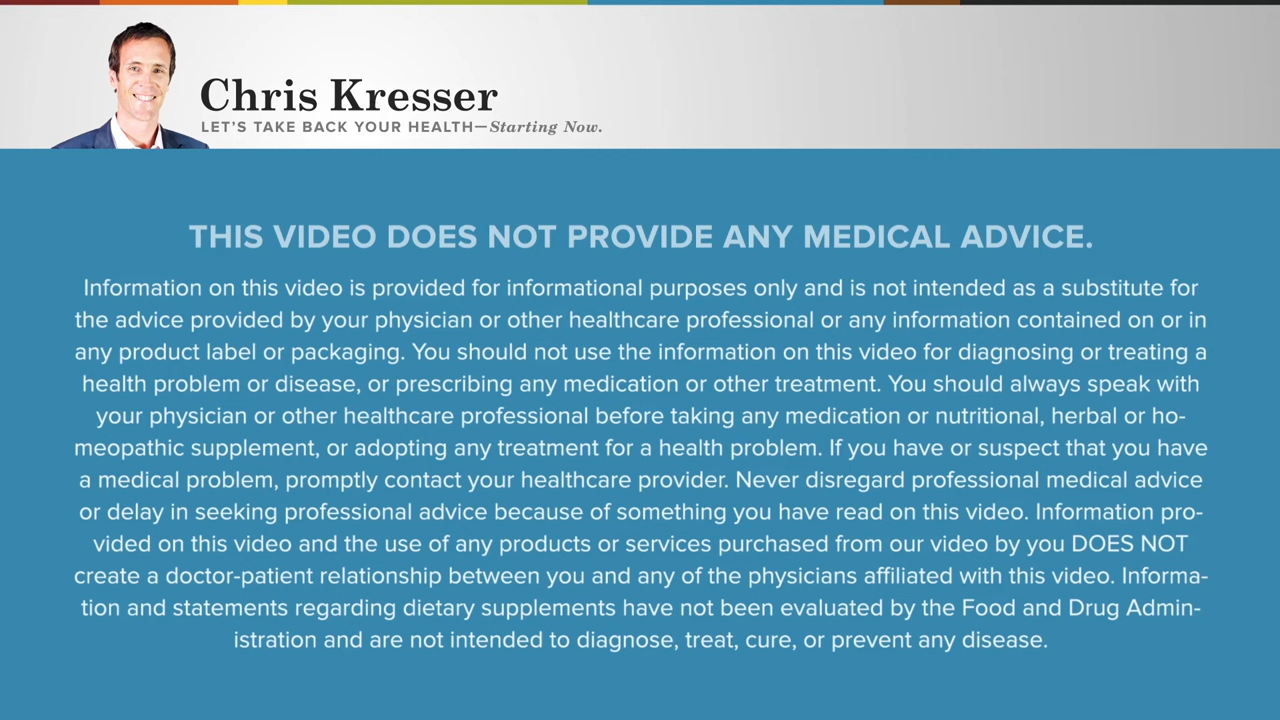 Chris Kresser
LET'S TAKE BACK YOUR HEALTH—Starting Now.
THIS VIDEO DOES NOT PROVIDE ANY MEDICAL ADVICE.
Information on this video is provided for informational purposes only and is not intended as a substitute for
the advice provided by your physician or other healthcare professional or any information contained on or in
any product label or packaging. You should not use the information on this video for diagnosing or treating a
health problem or disease, or prescribing any medication or other treatment. You should always speak with
your physician or other healthcare professional before taking any medication or nutritional, herbal or ho-
meopathic supplement, or adopting any treatment for a health problem. If you have or suspect that you have
a medical problem, promptly contact your healthcare provider. Never disregard professional medical advice
or delay in seeking professional advice because of something you have read on this video. Information pro-
vided on this video and the use of any products or services purchased from our video by you DOES NOT
create a doctor-patient relationship between you and any of the physicians affiliated with this video. Informa-
tion and statements regarding dietary supplements have not been evaluated by the Food and Drug Admin-
istration and are not intended to diagnose, treat, cure, or prevent any disease.